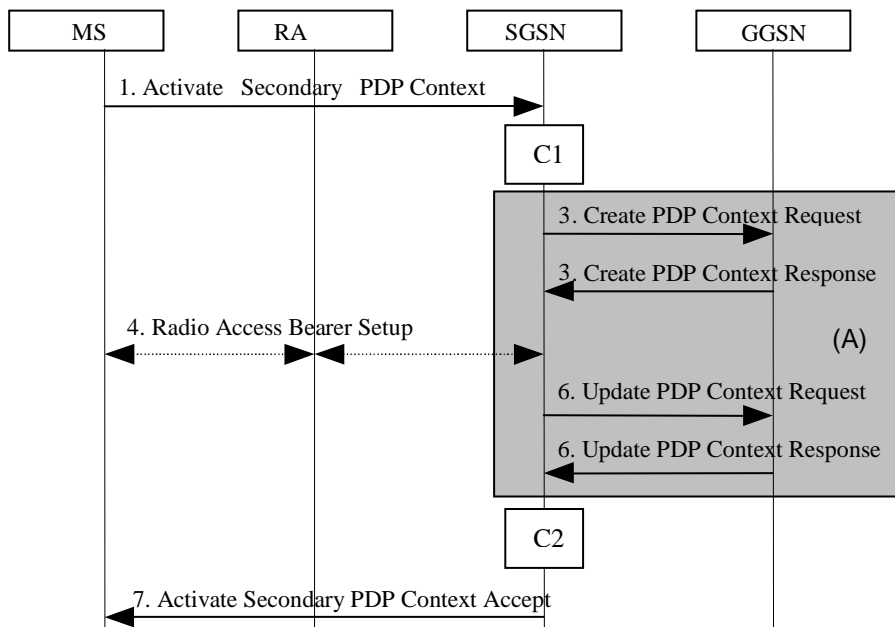 MS RA SGSN GGSN
1. Activate Secondary PDP Context
C1
3. Create PDP Context Request
3. Create PDP Context Response
4. Radio Access Bearer Setup
(A)
6. Update PDP Context Request
6. Update PDP Context Response
C2
7. Activate Secondary PDP Context Accept